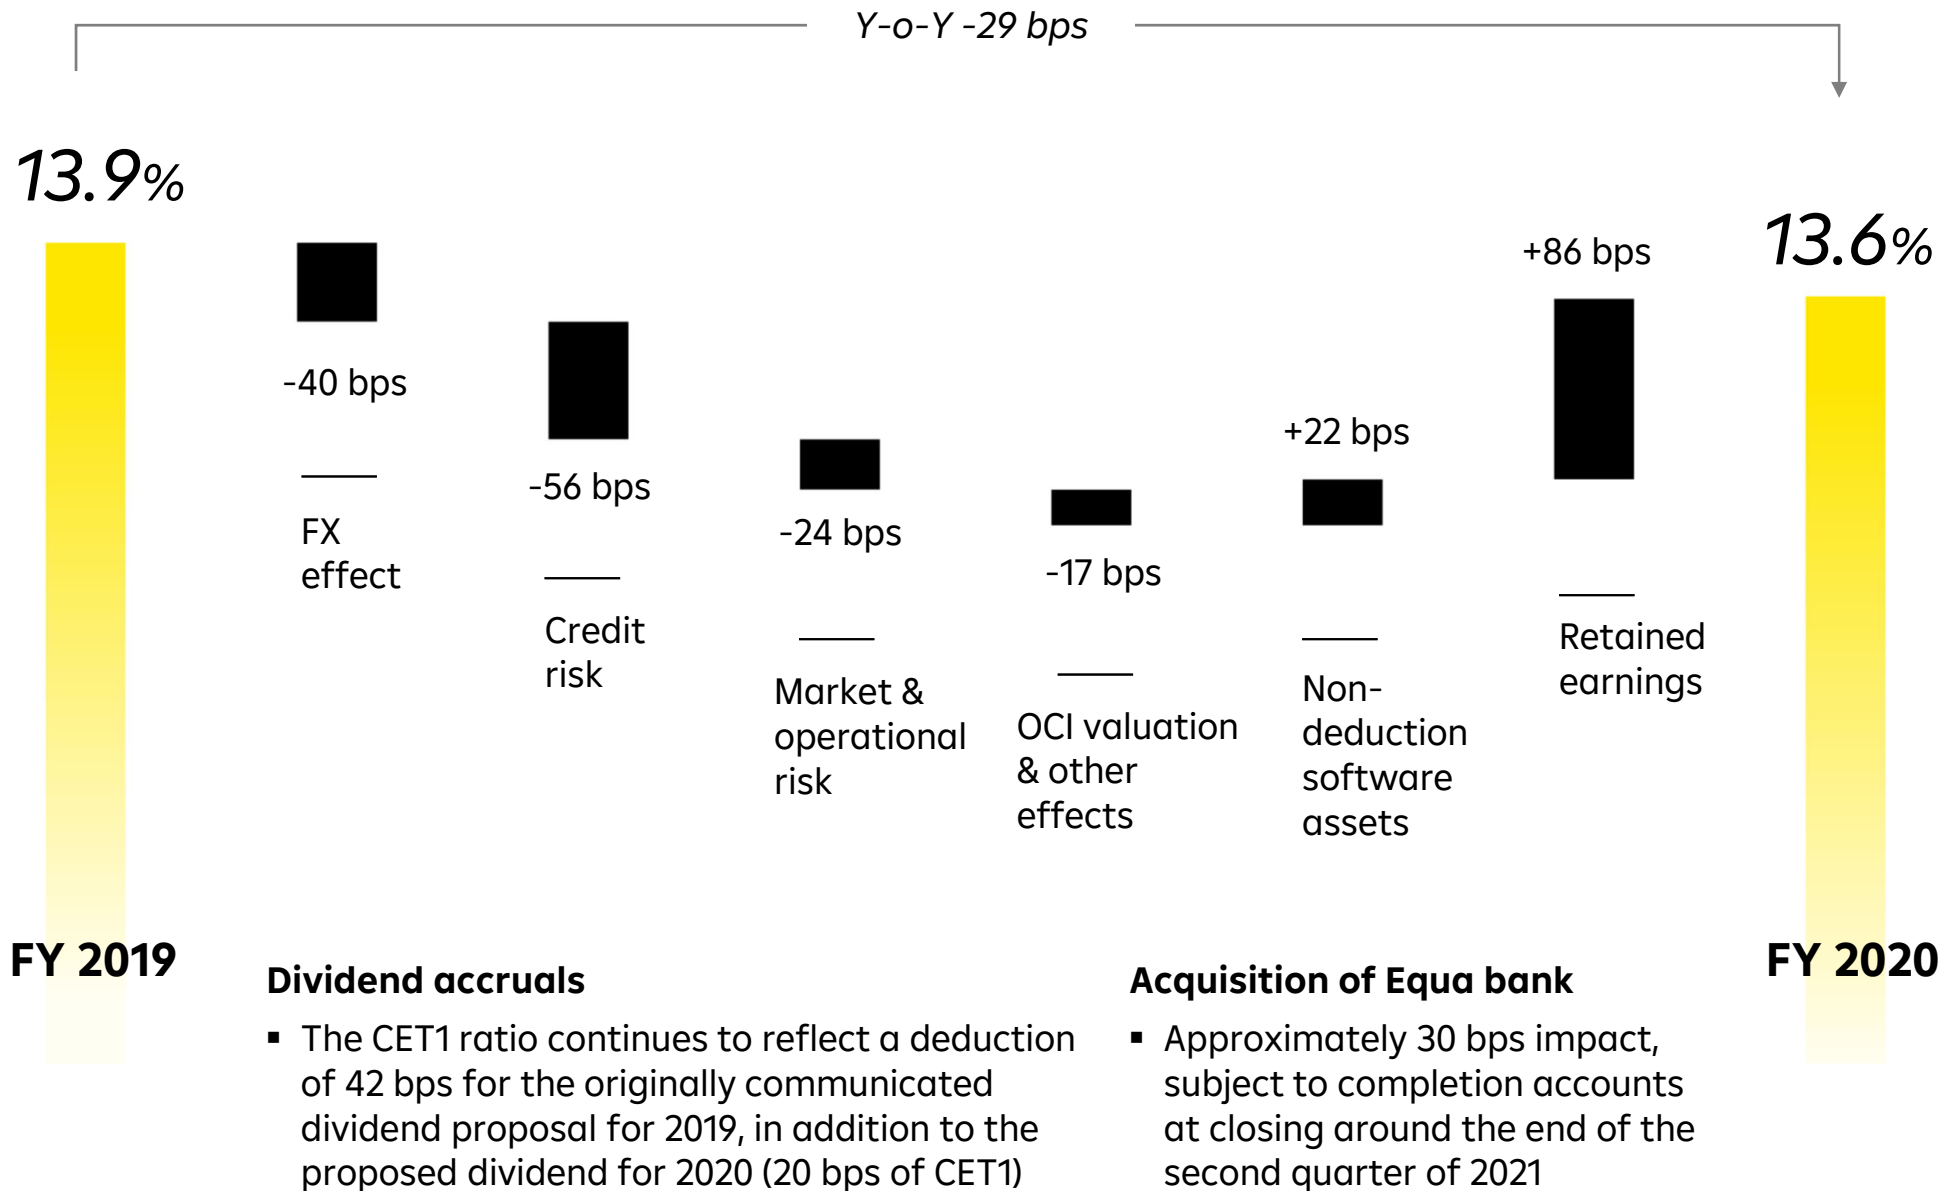 Y-o-Y -29 bps
13.9%
13.6%
+86 bps
-40 bps
+22 bps
-56 bps
-24 bps
-17 bps
FX
effect
Credit
risk
Market &
operational
risk
OCI valuation
& other
effects
Non-
deduction
software
assets
Retained
earnings
FY 2019
FY 2020
Dividend accruals
▪ The CET1 ratio continues to reflect a deduction
of 42 bps for the originally communicated
dividend proposal for 2019, in addition to the
proposed dividend for 2020 (20 bps of CET1)
Acquisition of Equa bank
▪ Approximately 30 bps impact,
subject to completion accounts
at closing around the end of the
second quarter of 2021